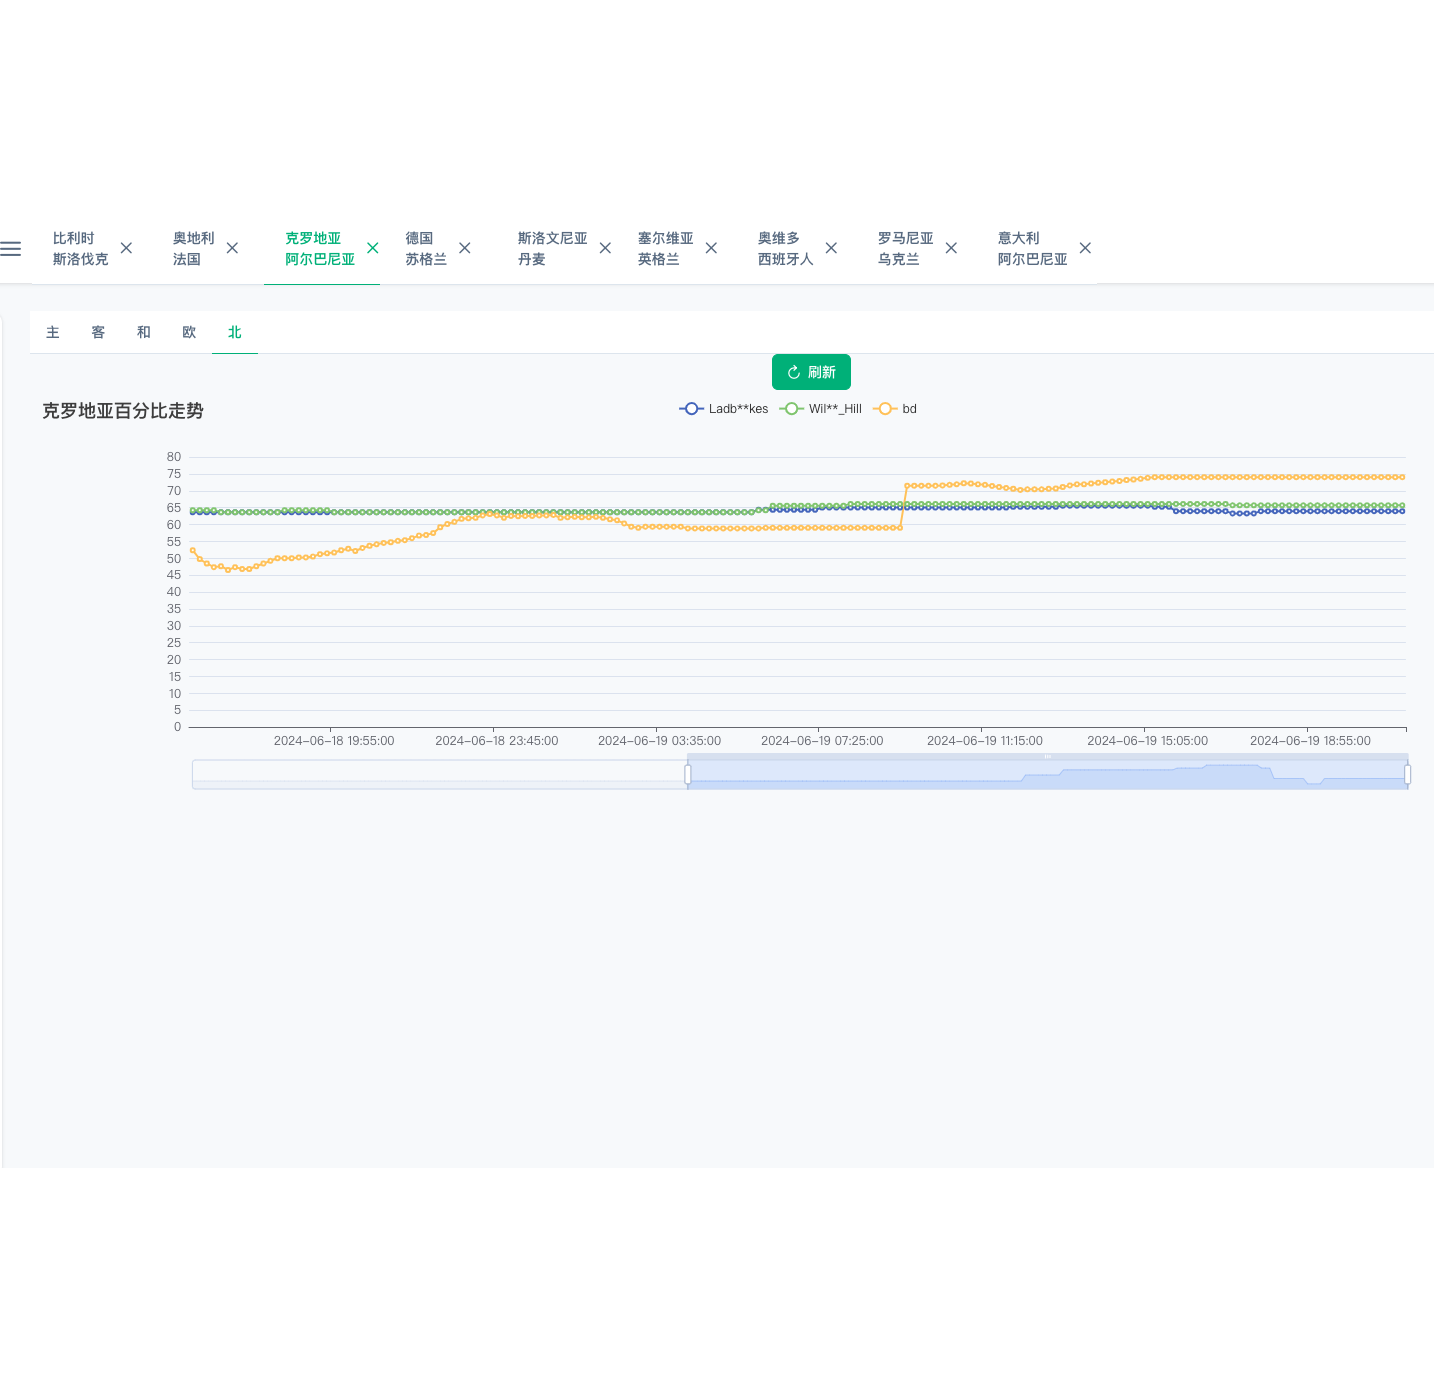 比利时
斯洛伐克
奥地利
法国
克罗地亚
阿尔巴尼亚
德国
苏格兰
斯洛文尼亚
丹麦
塞尔维亚
英格兰
奥维多
西班牙人
罗马尼亚
乌克兰
意大利
阿尔巴尼亚
主 客 和 欧 北
刷新
克罗地亚百分比走势
Ladb**kes Wil**_Hill bd
80
75
70
65
60
55
50
45
40
35
30
25
20
15
10
5
0
2024-06-18 19:55:00 2024-06-18 23:45:00 2024-06-19 03:35:00 2024-06-19 07:25:00 2024-06-19 11:15:00 2024-06-19 15:05:00 2024-06-19 18:55:00